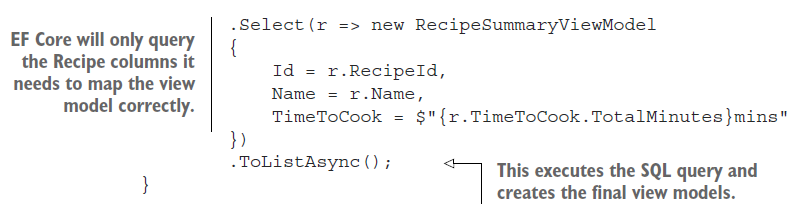 .Select(r => new RecipeSummaryViewModel
{
EF Core will only query
the Recipe columns it
needs to map the view
model correctly.
Id = r.RecipeId,
Name = r.Name,
TimeToCook = $"{r.TimeToCook.TotalMinutes}mins"
})
.ToListAsync();
This executes the SQL query and
creates the final view models.
}